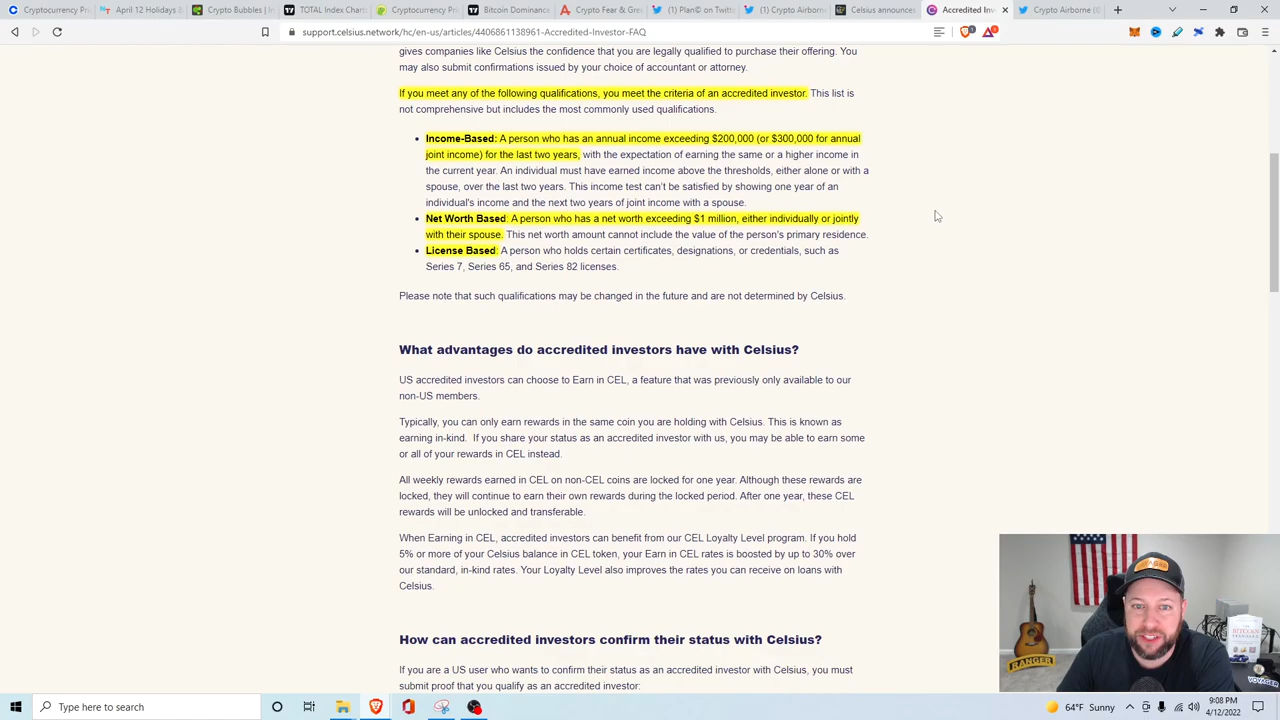 Cryptocurrency Pri
April 12 Holidays &
Crypto Bubbles | In
TOTAL Index Chart
Cryptocurrency Pri
Bitcoin Dominance
Crypto Fear & Gre
(1) Plan© on Twitt
(1) Crypto Airborn
Celsius announces
Accredited Investo
Crypto Airborne (
support.celsius.network/hc/en-us/articles/4406861138961-Accredited-Investor-FAQ
gives companies like Celsius the confidence that you are legally qualified to purchase their offering. You
may also submit confirmations issued by your choice of accountant or attorney.
If you meet any of the following qualifications, you meet the criteria of an accredited investor. This list is
not comprehensive but includes the most commonly used qualifications.
• Income-Based: A person who has an annual income exceeding $200,000 (or $300,000 for annual
joint income) for the last two years, with the expectation of earning the same or a higher income in
the current year. An individual must have earned income above the thresholds, either alone or with a
spouse, over the last two years. This income test can't be satisfied by showing one year of an
individual's income and the next two years of joint income with a spouse.
• Net Worth Based: A person who has a net worth exceeding $1 million, either individually or jointly
with their spouse. This net worth amount cannot include the value of the person's primary residence.
• License Based: A person who holds certain certificates, designations, or credentials, such as
Series 7, Series 65, and Series 82 licenses.
Please note that such qualifications may be changed in the future and are not determined by Celsius.
What advantages do accredited investors have with Celsius?
US accredited investors can choose to Earn in CEL, a feature that was previously only available to our
non-US members.
Typically, you can only earn rewards in the same coin you are holding with Celsius. This is known as
earning in-kind. If you share your status as an accredited investor with us, you may be able to earn some
or all of your rewards in CEL instead.
All weekly rewards earned in CEL on non-CEL coins are locked for one year. Although these rewards are
locked, they will continue to earn their own rewards during the locked period. After one year, these CEL
rewards will be unlocked and transferable.
When Earning in CEL, accredited investors can benefit from our CEL Loyalty Level program. If you hold
5% or more of your Celsius balance in CEL token, your Earn in CEL rates is boosted by up to 30% over
our standard, in-kind rates. Your Loyalty Level also improves the rates you can receive on loans with
Celsius.
How can accredited investors confirm their status with Celsius?
If you are a US user who wants to confirm their status as an accredited investor with Celsius, you must
submit proof that you qualify as an accredited investor:
RANGER
VOYAGER
Type here to search
64°F Sunny
9:08 PM
4/12/2022